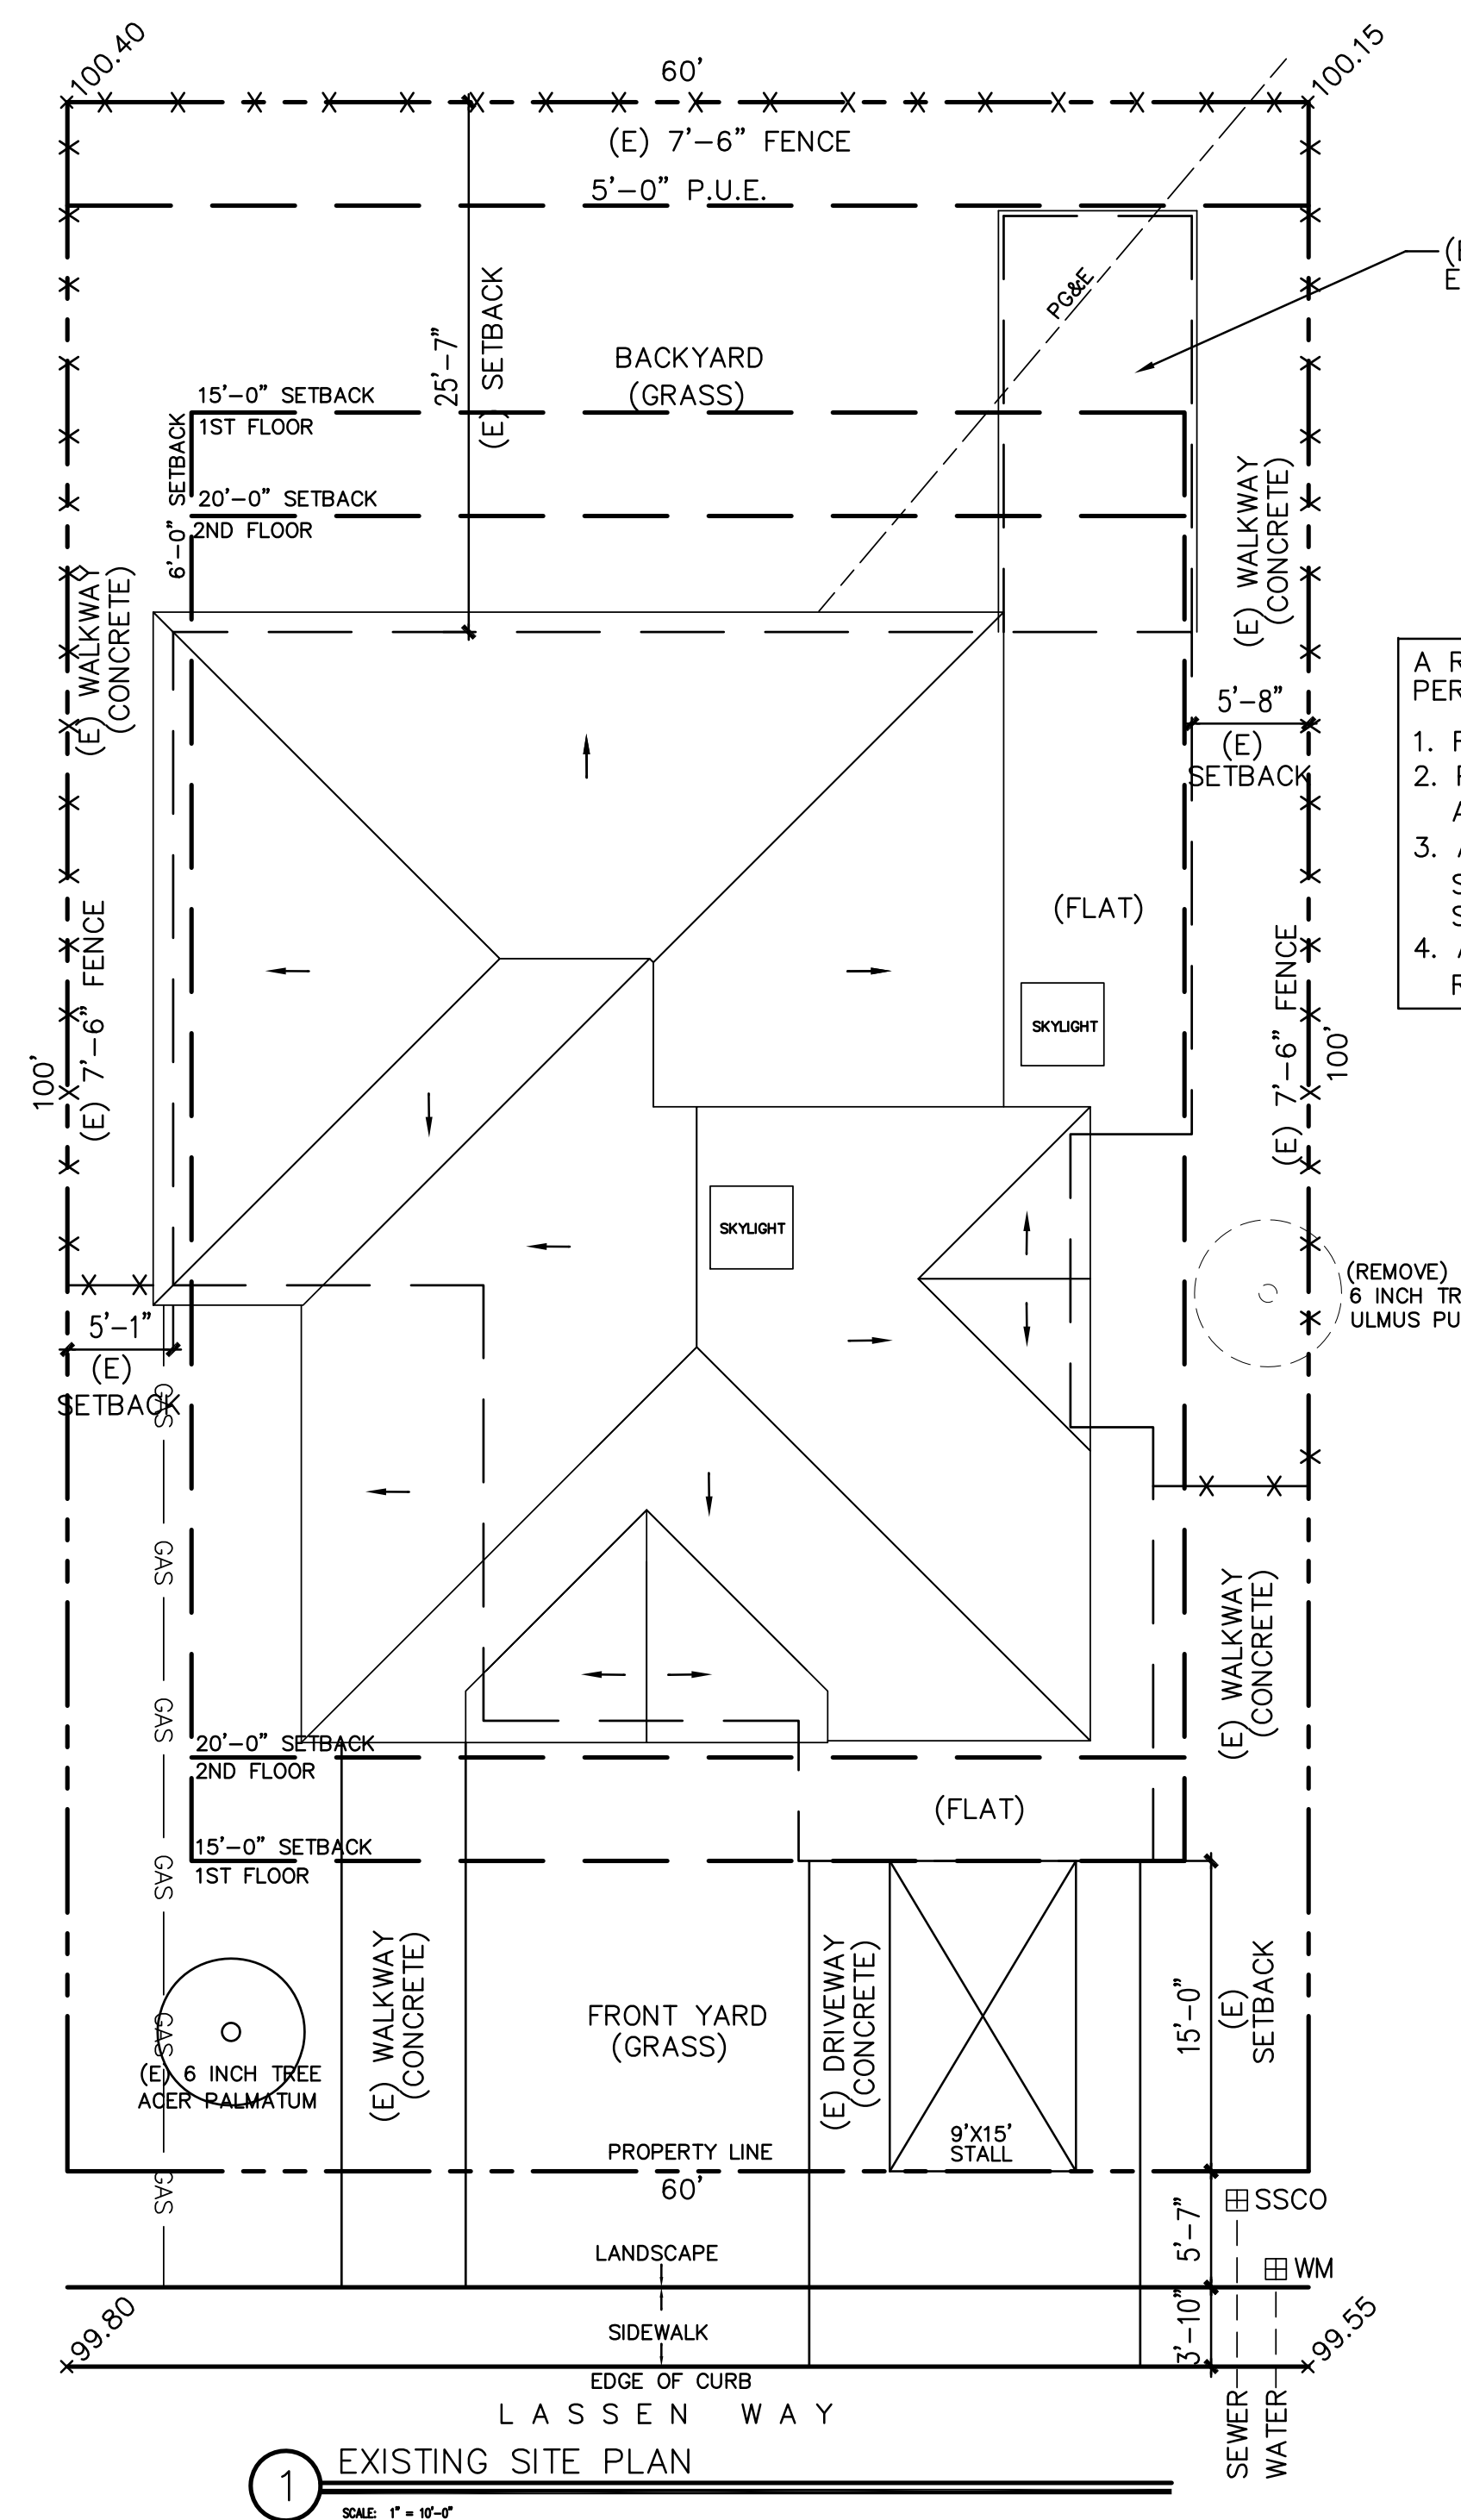 100.40
60'
100.15
(E) 7'-6" FENCE
5'-0" P.U.E.
PG&E
25'-7"
(E) SETBACK
BACKYARD
(GRASS)
15'-0" SETBACK
1ST FLOOR
6'-0" SETBACK
20'-0" SETBACK
2ND FLOOR
(E) WALKWAY
(CONCRETE)
(E) WALKWAY
(CONCRETE)
5'-8"
(E)
SETBACK
1.
2.
3.
4.
(FLAT)
(E) 7'-6" FENCE
100'
SKYLIGHT
(E) 7'-6" FENCE
100'
SKYLIGHT
(REMOVE)
6 INCH
5'-1"
(E)
SETBACK
ULMUS
GAS
GAS
GAS
GAS
GAS
GAS
(E) WALKWAY
(CONCRETE)
20'-0" SETBACK
2ND FLOOR
(FLAT)
15'-0" SETBACK
1ST FLOOR
(E) WALKWAY
(CONCRETE)
FRONT YARD
(GRASS)
(E) DRIVEWAY
(CONCRETE)
15'-0"
(E)
SETBACK
(E) 6 INCH TREE
ACER PALMATUM
9'X15'
STALL
PROPERTY LINE
60'
5'-7"
SSCO
LANDSCAPE
WM
3'-10"
99.80
SIDEWALK
99.55
EDGE OF CURB
LASSEN WAY
SEWER
WATER
1
EXISTING SITE PLAN
SCALE: 1" = 10'-0"